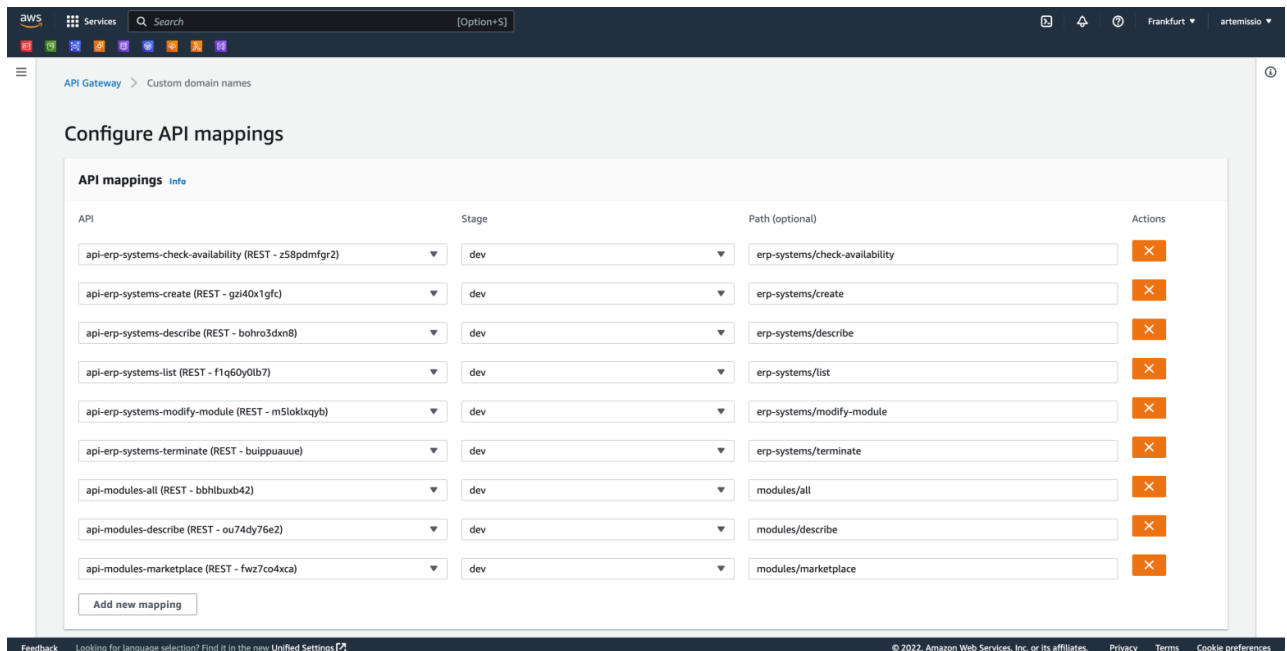 aws Services Search [Option+S] Frankfurt artemissio
API Gateway > Custom domain names
Configure API mappings
API mappings Info
API Stage Path (optional) Actions
api-erp-systems-check-availability (REST - z58pdmfgr2) dev erp-systems/check-availability
api-erp-systems-create (REST - gzi40x1gfc) dev erp-systems/create
api-erp-systems-describe (REST - bohro3dxn8) dev erp-systems/describe
api-erp-systems-list (REST - f1q60y0lb7) dev erp-systems/list
api-erp-systems-modify-module (REST - m5loklxqyb) dev erp-systems/modify-module
api-erp-systems-terminate (REST - buippuauue) dev erp-systems/terminate
api-modules-all (REST - bbhlbuxb42) dev modules/all
api-modules-describe (REST - ou74dy76e2) dev modules/describe
api-modules-marketplace (REST - fwz7co4xca) dev modules/marketplace
Add new mapping
Feedback Looking for language selection? Find it in the new Unified Settings © 2022, Amazon Web Services, Inc. or its affiliates. Privacy Terms Cookie preferences